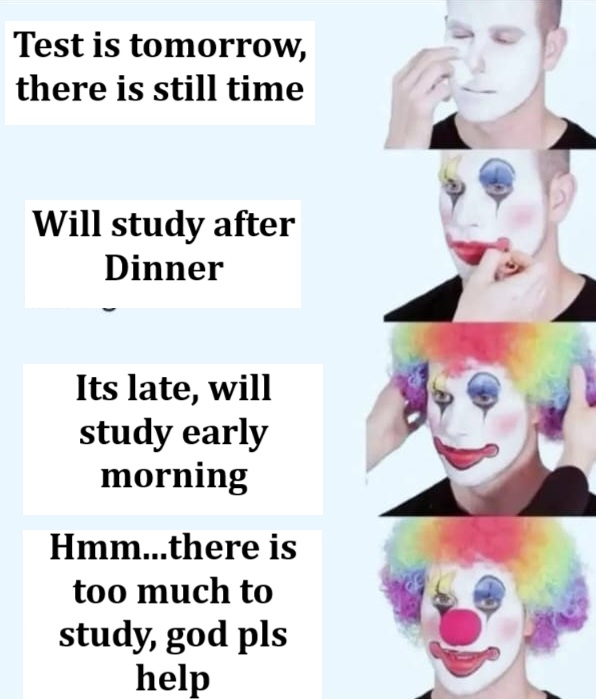 Test is tomorrow,
there is still time
Will study after
Dinner
Its late, will
study early
morning
Hmm...there is
too much to
study, god pls
help